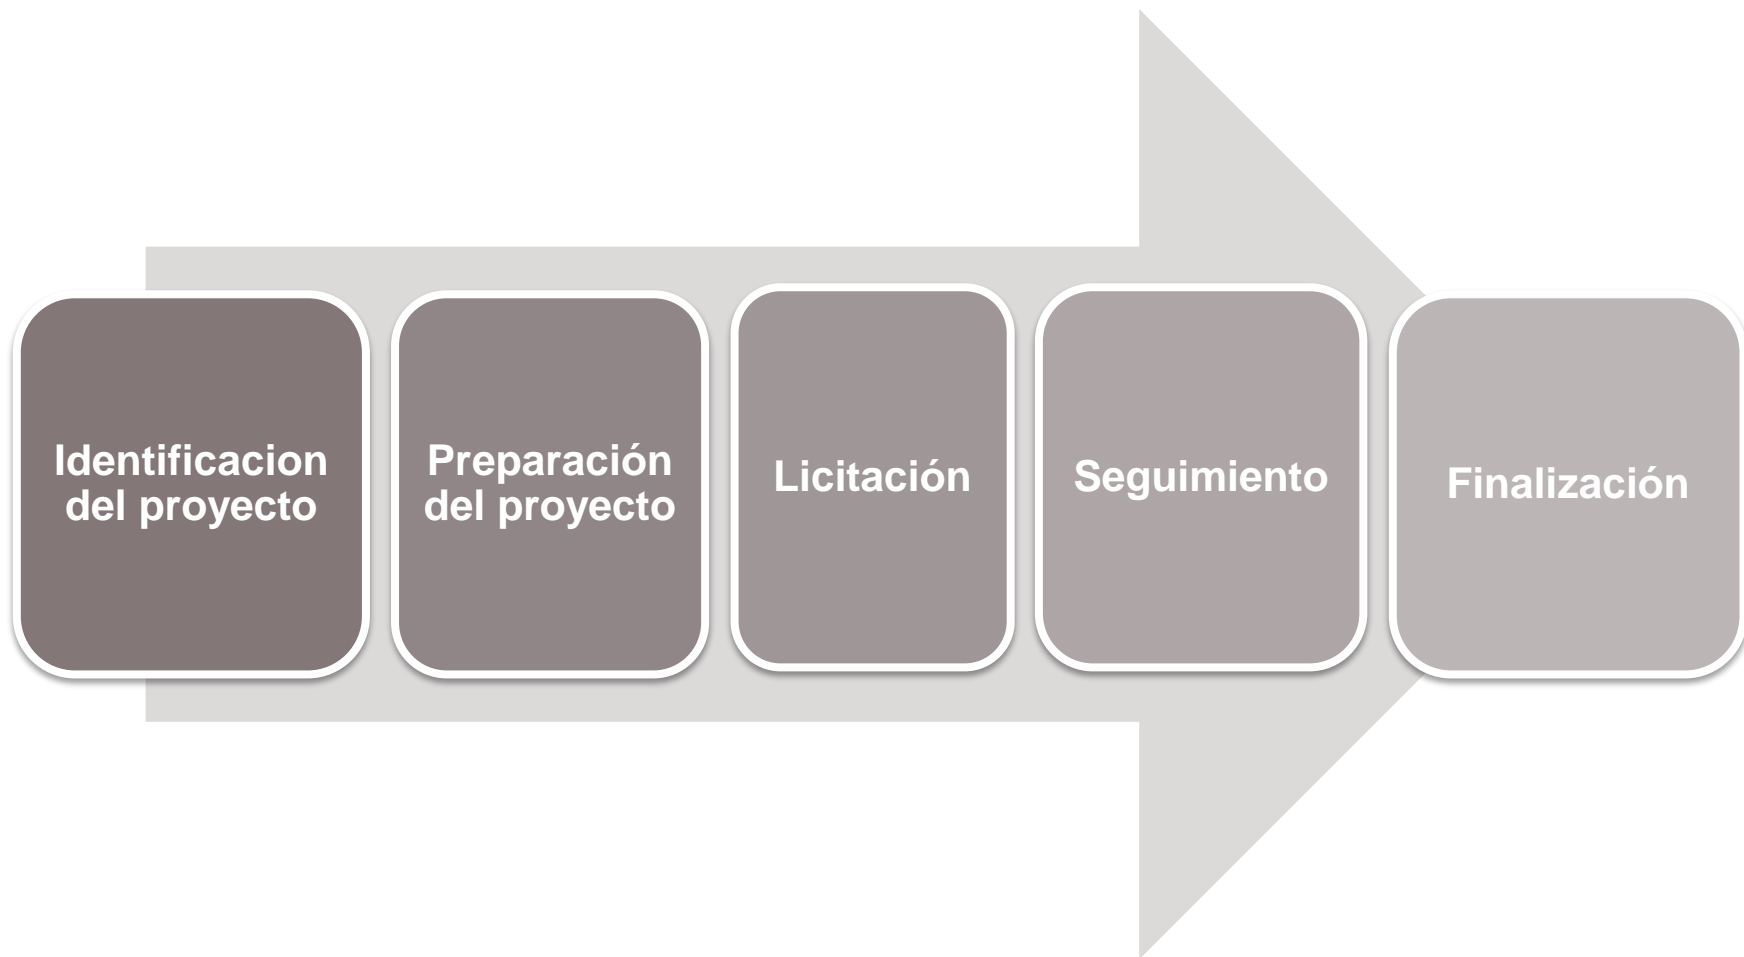 Identificacion
del proyecto
Preparación
del proyecto
Licitación
Seguimiento
Finalización